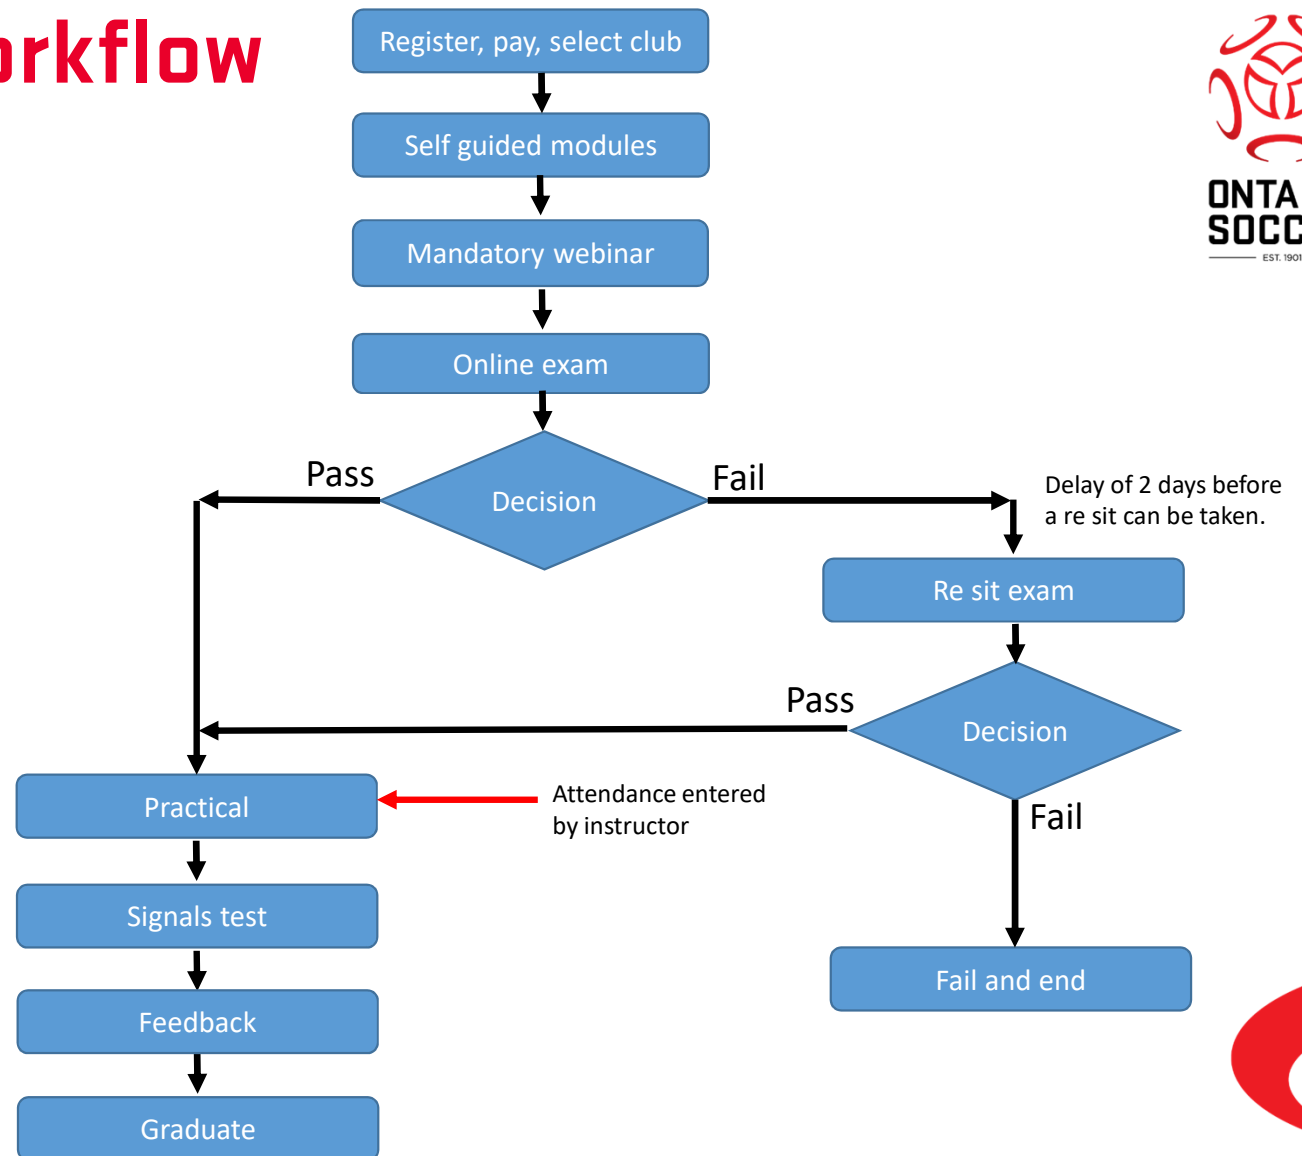 orkflow
Register, pay, select club
Self guided modules
Mandatory webinar
Online exam
Decision
Pass
Fail
Delay of 2 days before
a re sit can be taken.
Re sit exam
Decision
Pass
Fail
Practical
Attendance entered
by instructor
Signals test
Fail and end
Feedback
Graduate
ONTA
SOCC
EST. 1901